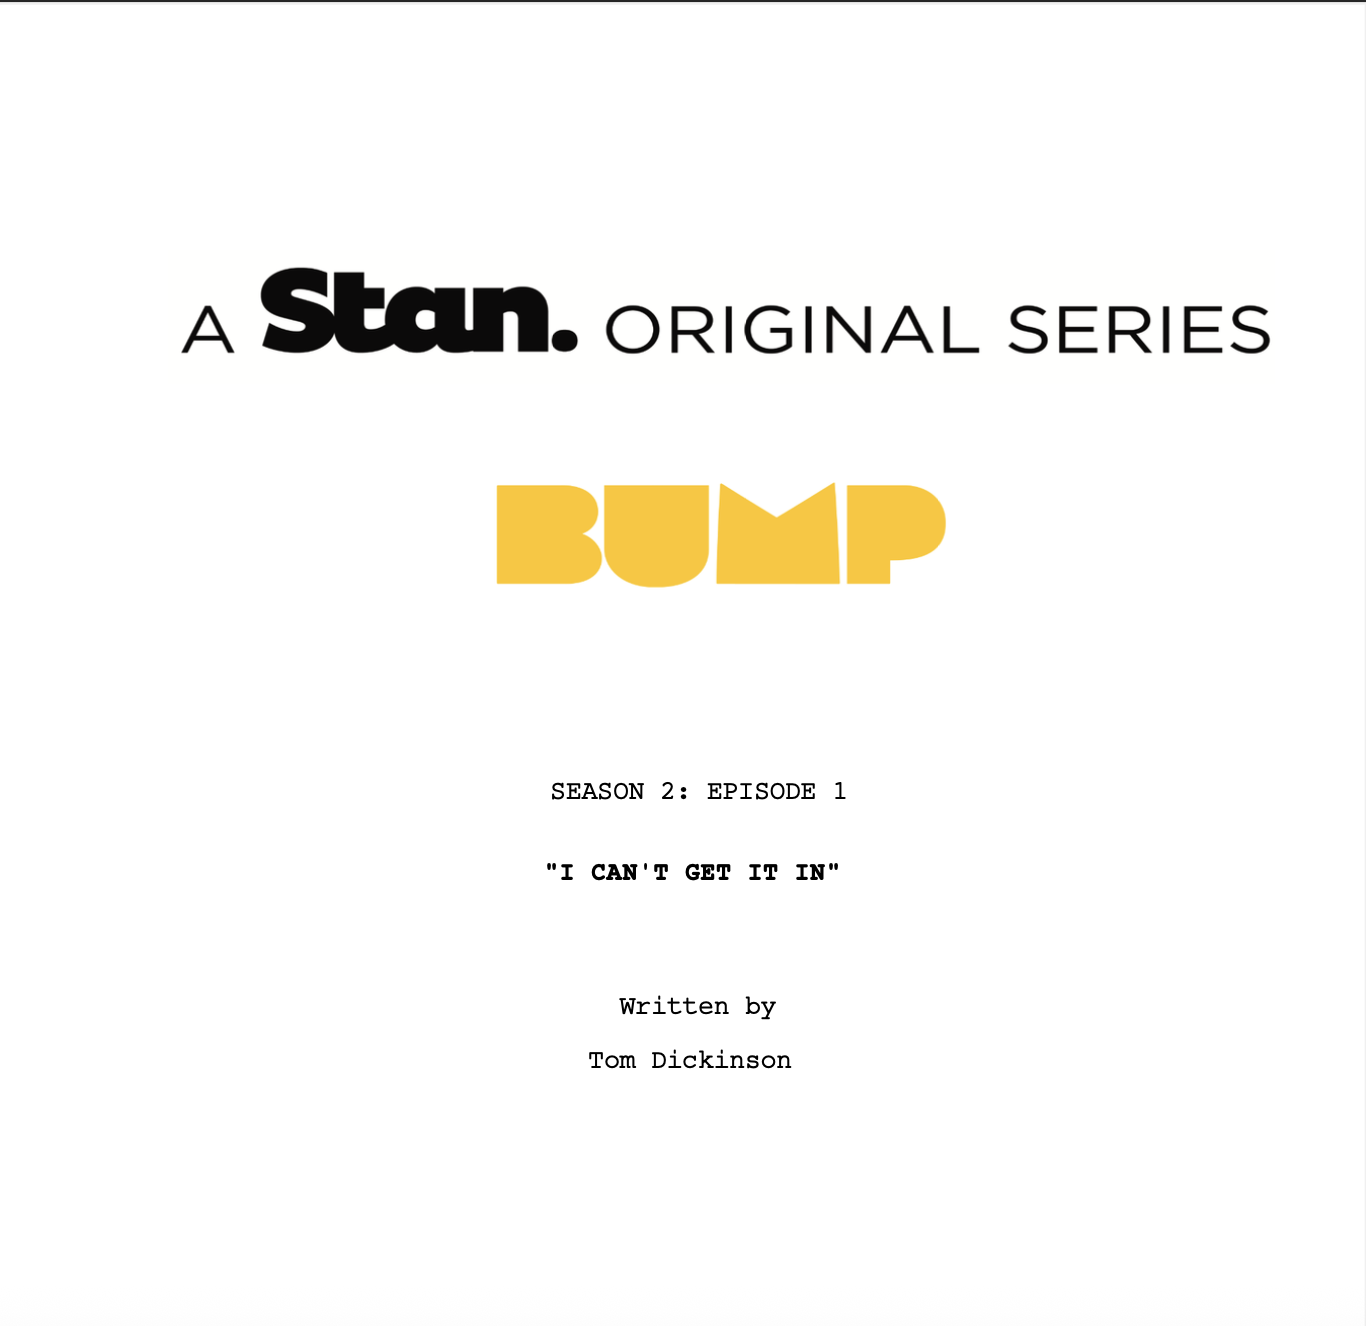 A Stan. ORIGINAL SERIES
BUMP
SEASON 2: EPISODE 1
"I CAN'T GET IT IN"
Written by
Tom Dickinson